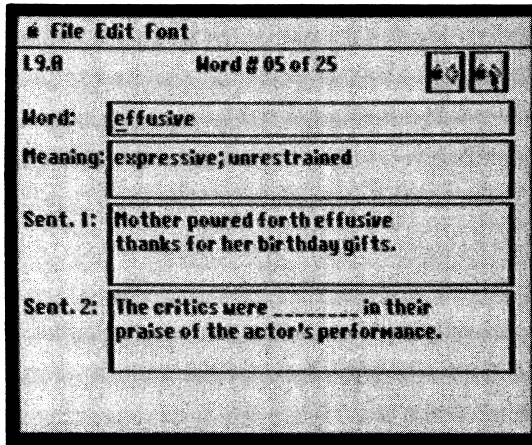 File Edit Font
L9.A Word # 05 of 25
Word: effusive
Meaning: expressive; unrestrained
Sent. 1: Mother poured forth effusive
thanks for her birthday gifts.
Sent. 2: The critics were ________ in their
praise of the actor's performance.